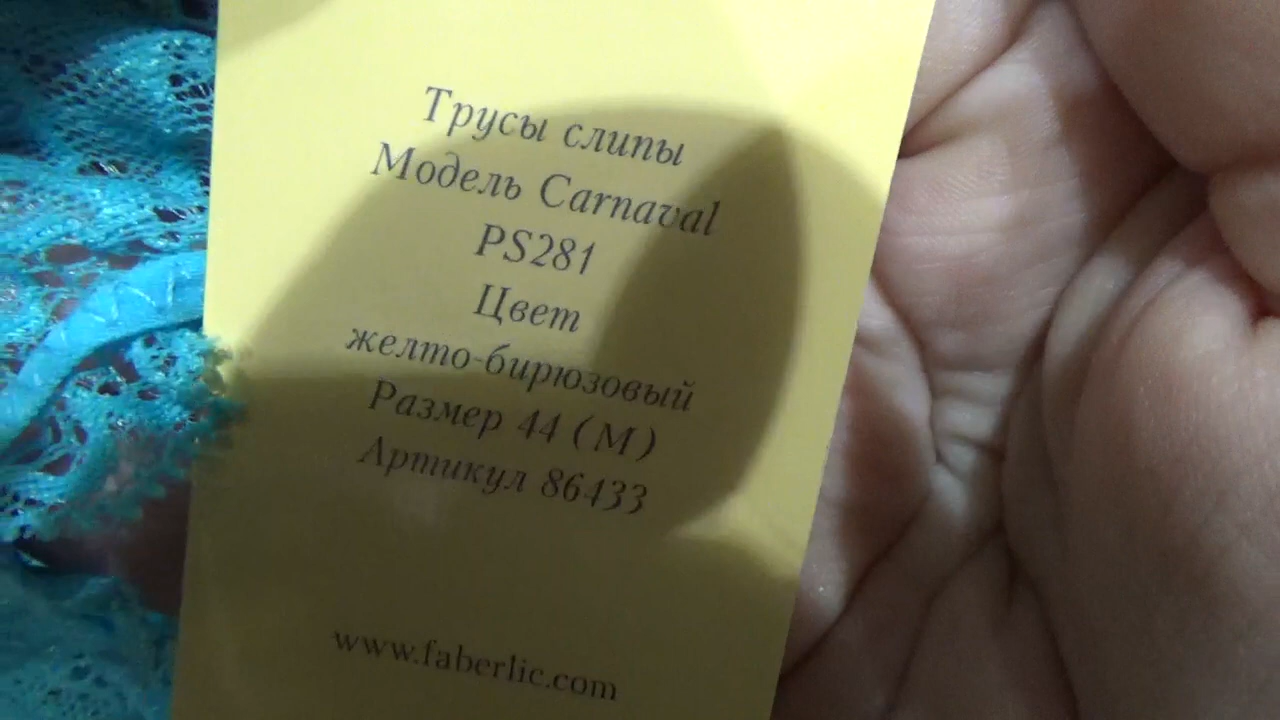 Трусы слипы
Модель Carnaval
PS281
Цвет
желто-бирюзовый
Размер 44 (M)
Артикул 86433
www.faberlic.com